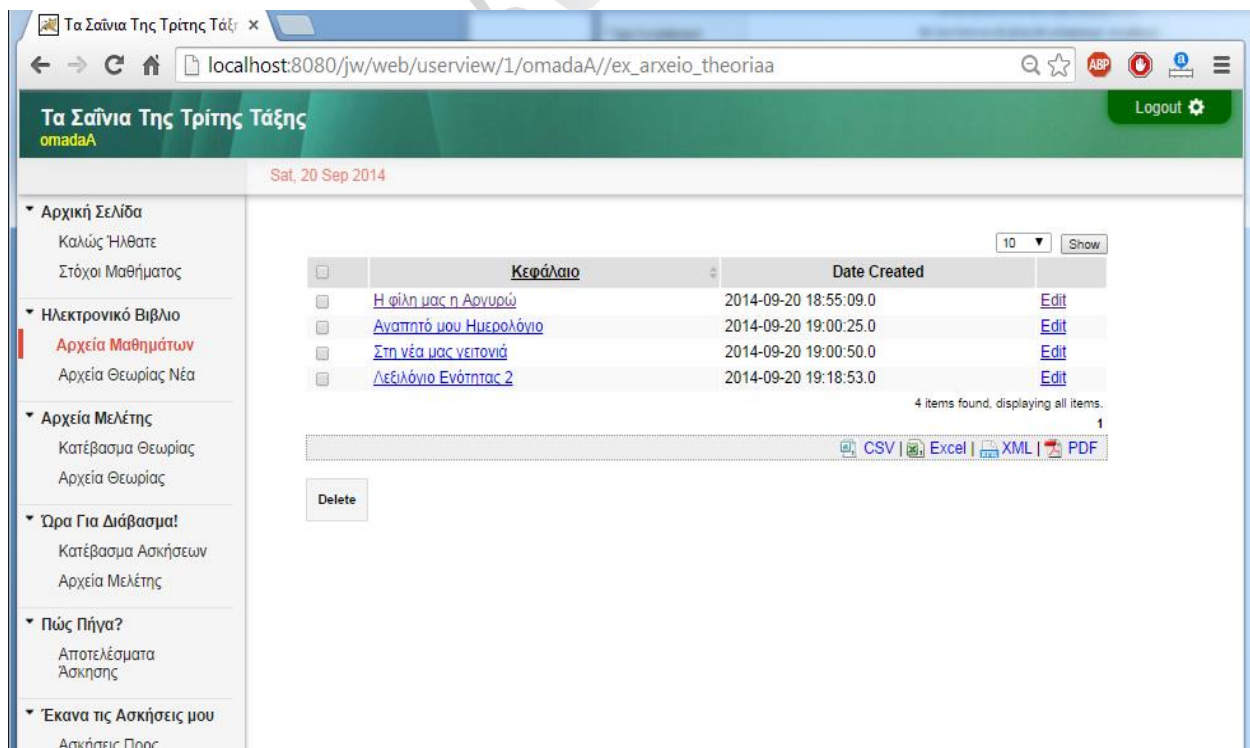 Τα Σαΐνια Της Τρίτης Τάξη
localhost:8080/jw/web/userview/1/omadaA//ex_arxeio_theoriaa
ABP
a
Τα Σαΐνια Της Τρίτης Τάξης
omadaA
Logout
Sat, 20 Sep 2014
Αρχική Σελίδα
Καλώς Ήλθατε
Στόχοι Μαθήματος
Ηλεκτρονικό Βιβλιο
Αρχεία Μαθημάτων
Αρχεία Θεωρίας Νέα
Αρχεία Μελέτης
Κατέβασμα Θεωρίας
Αρχεία Θεωρίας
Ώρα Για Διάβασμα!
Κατέβασμα Ασκήσεων
Αρχεία Μελέτης
Πώς Πήγα?
Αποτελέσματα
Άσκησης
Έκανα τις Ασκήσεις μου
Ασκήσεις Προς
10 Show
Κεφάλαιο Date Created
Η φίλη μας η Αργυρώ 2014-09-20 18:55:09.0 Edit
Αγαπητό μου Ημερολόγιο 2014-09-20 19:00:25.0 Edit
Στη νέα μας γειτονιά 2014-09-20 19:00:50.0 Edit
Λεξιλόγιο Ενότητας 2 2014-09-20 19:18:53.0 Edit
4 items found, displaying all items.
1
CSV | Excel | XML | PDF
Delete